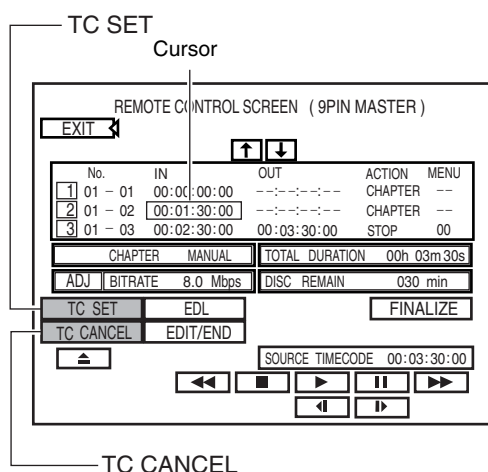 TC SET
Cursor
REMOTE CONTROL SCREEN ( 9PIN MASTER )
EXIT
No. IN OUT ACTION MENU
1 01 - 01 00:00:00:00 --:--:--:-- CHAPTER --
2 01 - 02 00:01:30:00 --:--:--:-- CHAPTER --
3 01 - 03 00:02:30:00 00:03:30:00 STOP 00
CHAPTER MANUAL TOTAL DURATION 00h 03m30s
ADJ BITRATE 8.0 Mbps DISC REMAIN 030 min
TC SET EDL FINALIZE
TC CANCEL EDIT/END
SOURCE TIMECODE 00:03:30:00
TC CANCEL